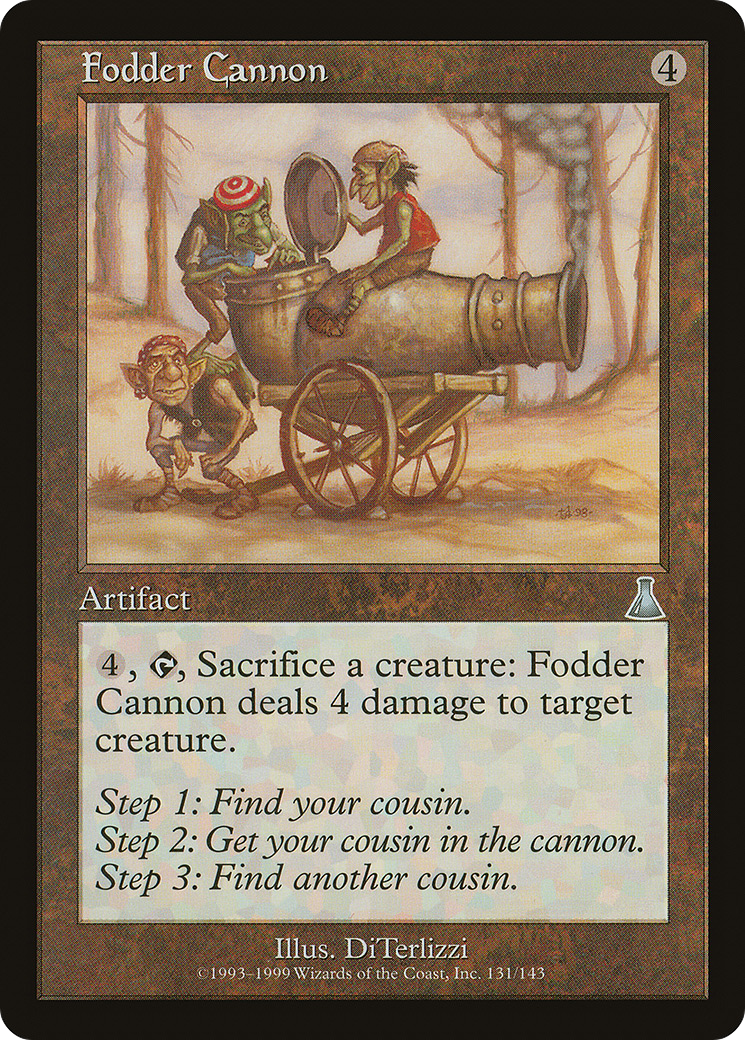 Fodder Cannon
4
Artifact
4, , Sacrifice a creature: Fodder
Cannon deals 4 damage to target
creature.
Step 1: Find your cousin.
Step 2: Get your cousin in the cannon.
Step 3: Find another cousin.
Illus. DiTerlizzi
©1993–1999 Wizards of the Coast, Inc. 131/143